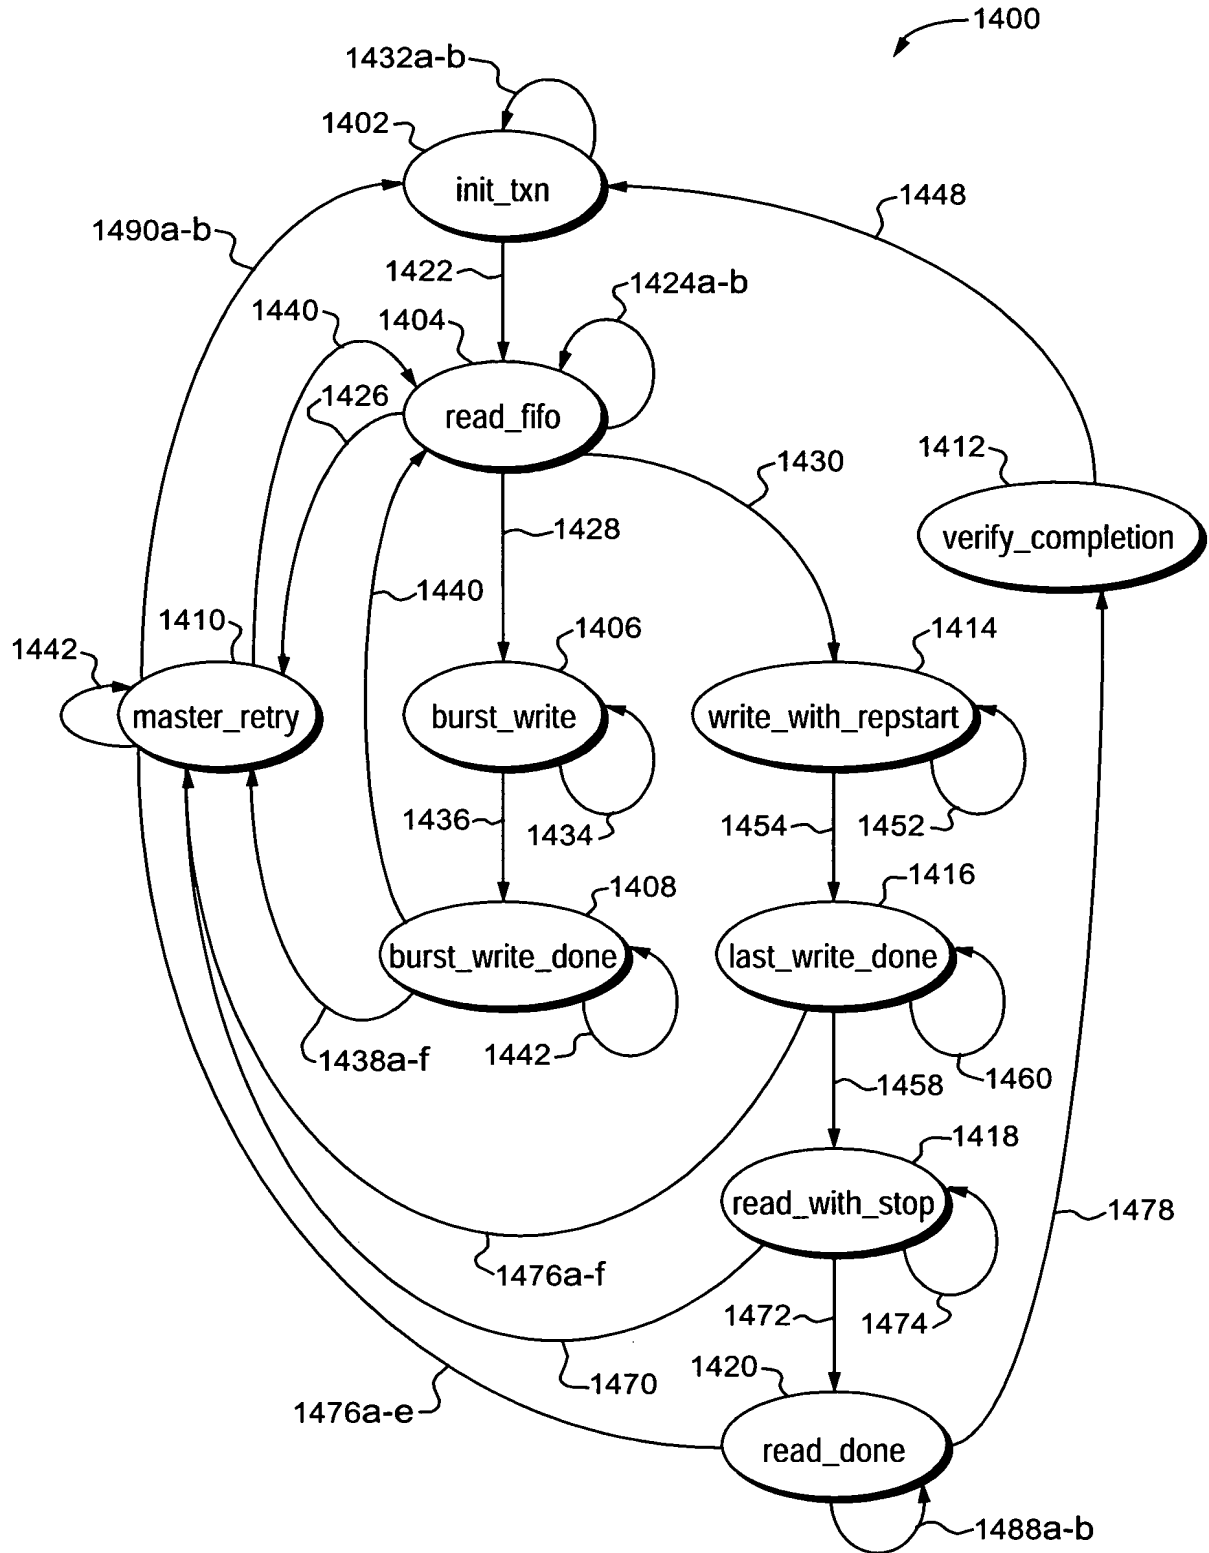 1400
1432a-b
1402
init_txn
1448
1490a-b
1422
1424a-b
1440
1404
1426
read_fifo
1412
1430
verify_completion
1428
1440
1410
1406
1414
1442
master_retry
burst_write
write_with_repstart
1436
1434
1454
1452
1408
1416
burst_write_done
last_write_done
1438a-f
1442
1458
1460
1418
read_with_stop
1478
1476a-f
1472
1474
1470
1420
1476a-e
read_done
1488a-b